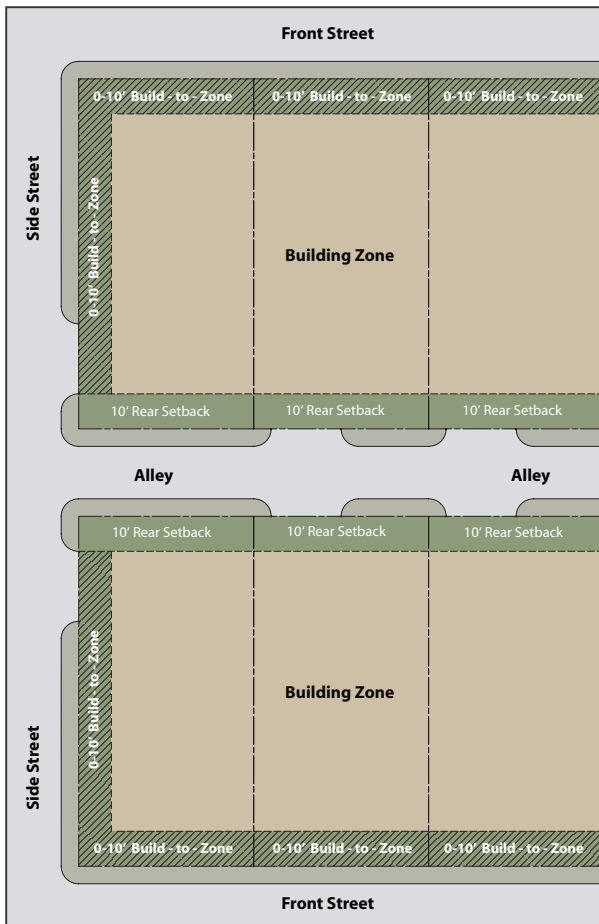 Front Street
0-10' Build - to - Zone
0-10' Build - to - Zone
0-10' Build - to - Zone
Side Street
0-10' Build - to - Zone
Building Zone
10' Rear Setback
10' Rear Setback
10' Rear Setback
Alley
Alley
10' Rear Setback
10' Rear Setback
10' Rear Setback
0-10' Build - to - Zone
Building Zone
Side Street
0-10' Build - to - Zone
0-10' Build - to - Zone
0-10' Build - to - Zone
Front Street